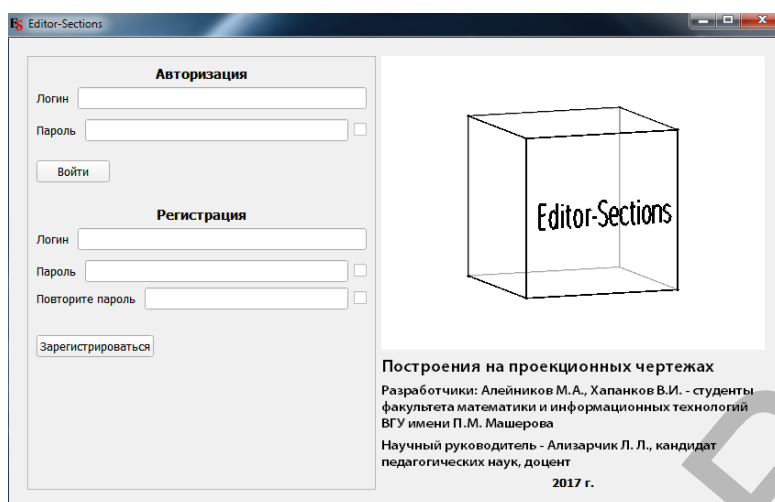 ES Editor-Sections
Авторизация
Логин
Пароль
Войти
Регистрация
Логин
Пароль
Повторите пароль
Зарегистрироваться
Editor-Sections
Построения на проекционных чертежах
Разработчики: Алейников М.А., Хапанков В.И. - студенты
факультета математики и информационных технологий
ВГУ имени П.М. Машерова
Научный руководитель - Ализарчик Л. Л., кандидат
педагогических наук, доцент
2017 г.